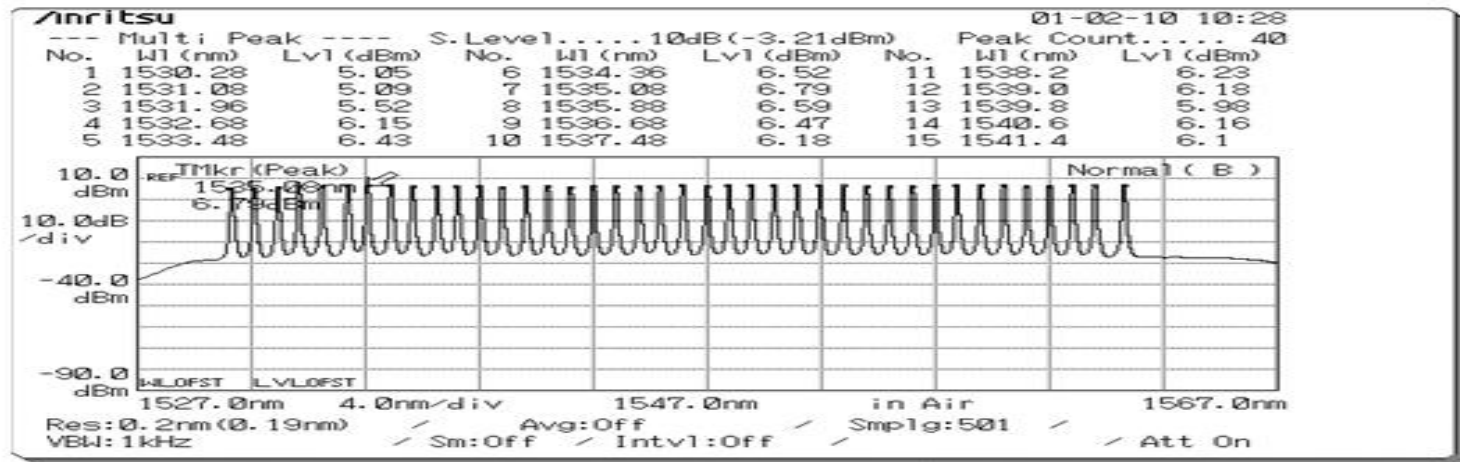 Anritsu 01-02-10 10:28
--- Multi Peak ---- S.Level.....10dB(-3.21dBm) Peak Count..... 40
No. Wl(nm) Lvl(dBm) No. Wl(nm) Lvl(dBm) No. Wl(nm) Lvl(dBm)
1 1530.28 5.05 6 1534.36 6.52 11 1538.2 6.23
2 1531.08 5.09 7 1535.08 6.79 12 1539.0 6.18
3 1531.96 5.52 8 1535.88 6.59 13 1539.8 5.98
4 1532.68 6.15 9 1536.68 6.47 14 1540.6 6.16
5 1533.48 6.43 10 1537.48 6.18 15 1541.4 6.1
10.0 REF TMkr(Peak) Normal( B )
dBm 1535.08nm
6.79dBm
10.0dB
/div
-40.0
dBm
-90.0
dBm WLOFST LVLOFST
1527.0nm 4.0nm/div 1547.0nm in Air 1567.0nm
Res:0.2nm(0.19nm) / Avg:Off / Smplg:501 /
VBW:1kHz / Sm:Off / Intvl:Off / / Att On